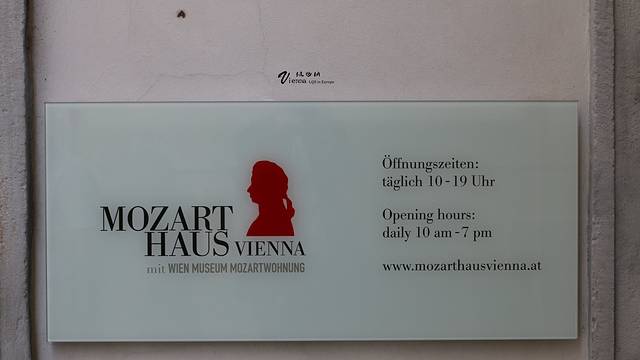 Vienna
MOZART
HAUS VIENNA
mit WIEN MUSEUM MOZARTWOHNUNG
Öffnungszeiten:
täglich 10 - 19 Uhr
Opening hours:
daily 10 am - 7 pm
www.mozarthausvienna.at